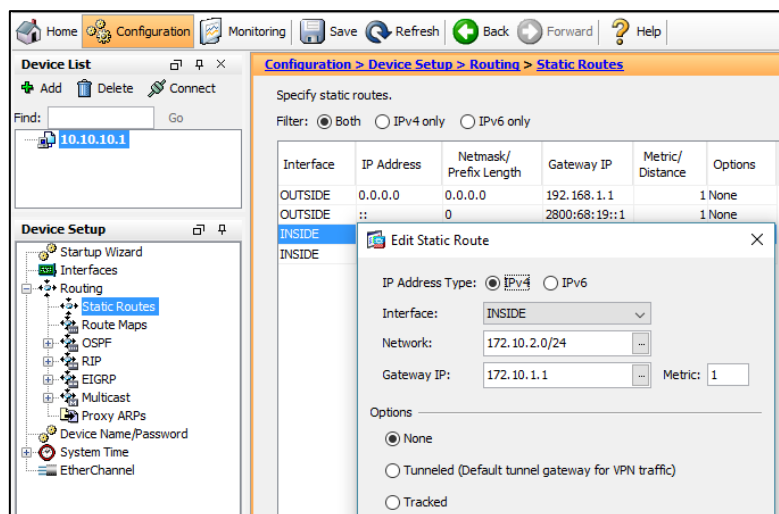 Home Configuration Monitoring Save Refresh Back Forward Help
Device List
Add Delete Connect
Find: Go
10.10.10.1
Device Setup
Startup Wizard
Interfaces
Routing
Static Routes
Route Maps
OSPF
RIP
EIGRP
Multicast
Proxy ARPs
Device Name/Password
System Time
EtherChannel
Configuration > Device Setup > Routing > Static Routes
Specify static routes.
Filter: Both IPv4 only IPv6 only
Interface IP Address Netmask/ Prefix Length Gateway IP Metric/ Distance Options
OUTSIDE 0.0.0.0 0.0.0.0 192.168.1.1 1 None
OUTSIDE :: 0 2800:68:19::1 1 None
INSIDE
INSIDE
Edit Static Route
IP Address Type: IPv4 IPv6
Interface: INSIDE
Network: 172.10.2.0/24 ...
Gateway IP: 172.10.1.1 ... Metric: 1
Options
None
Tunneled (Default tunnel gateway for VPN traffic)
Tracked